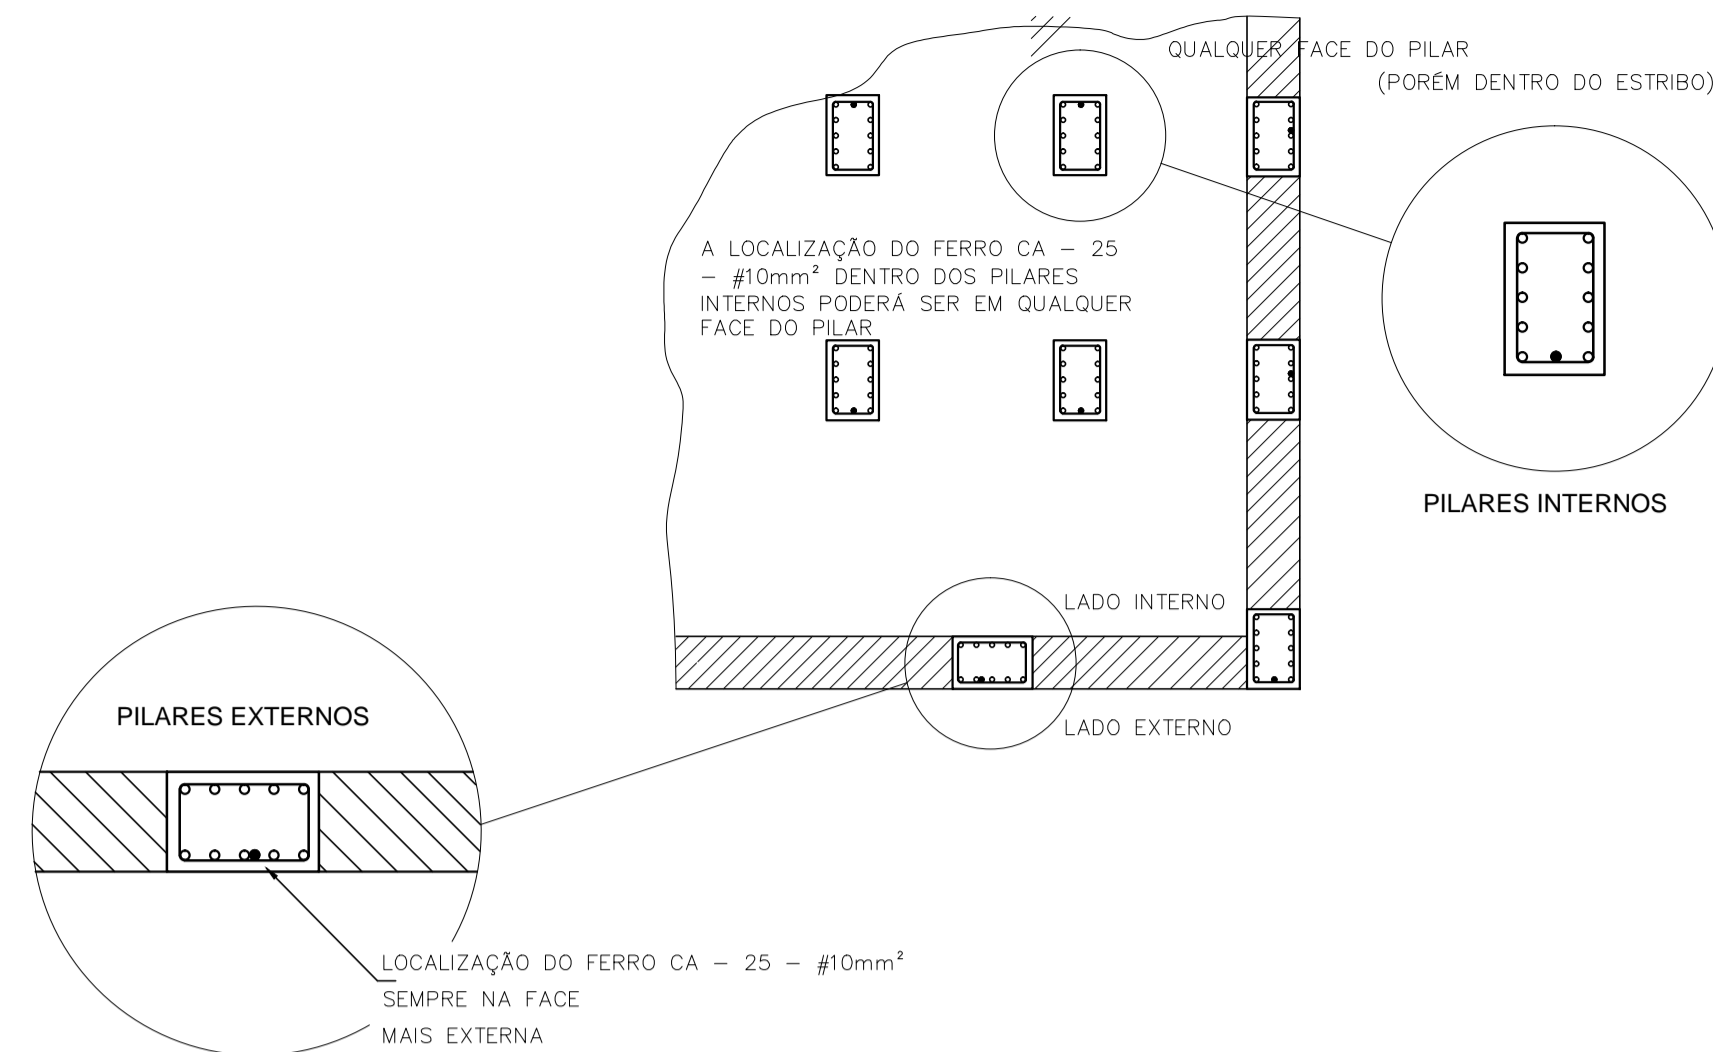 QUALQUER FACE DO PILAR
(PORÉM DENTRO DO ESTRIBO)
A LOCALIZAÇÃO DO FERRO CA – 25
– #10mm² DENTRO DOS PILARES
INTERNOS PODERÁ SER EM QUALQUER
FACE DO PILAR
PILARES INTERNOS
LADO INTERNO
LADO EXTERNO
PILARES EXTERNOS
LOCALIZAÇÃO DO FERRO CA – 25 – #10mm²
SEMPRE NA FACE
MAIS EXTERNA